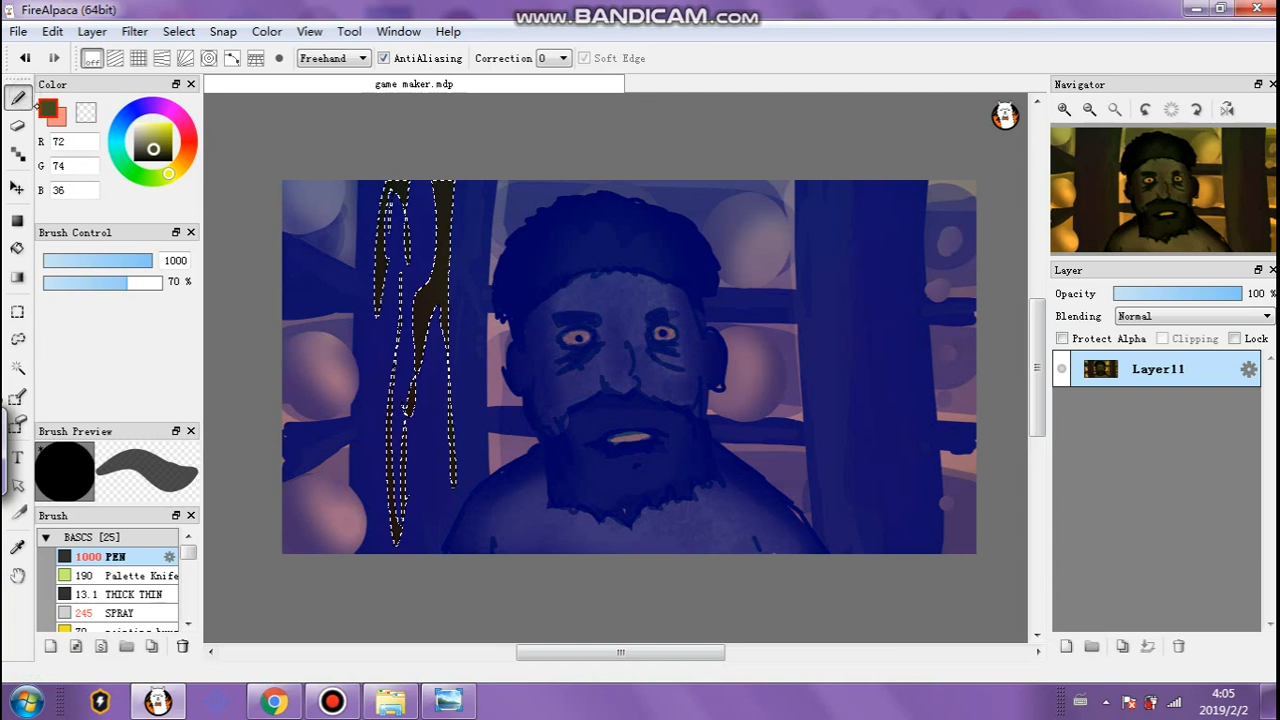 FireAlpaca (64bit)
www.BANDICAM.com
File Edit Layer Filter Select Snap Color View Tool Window Help
off Freehand AntiAliasing Correction 0 Soft Edge
Color
game maker.mdp
Navigator
R 72
G 74
B 36
Brush Control
1000
70 %
Layer
Opacity 100 %
Blending Normal
Protect Alpha Clipping Lock
Layer11
Brush Preview
Brush
BASCS [25]
1000 PEN
190 Palette Knife
13.1 THICK THIN
245 SPRAY
T
4:05
2019/2/2